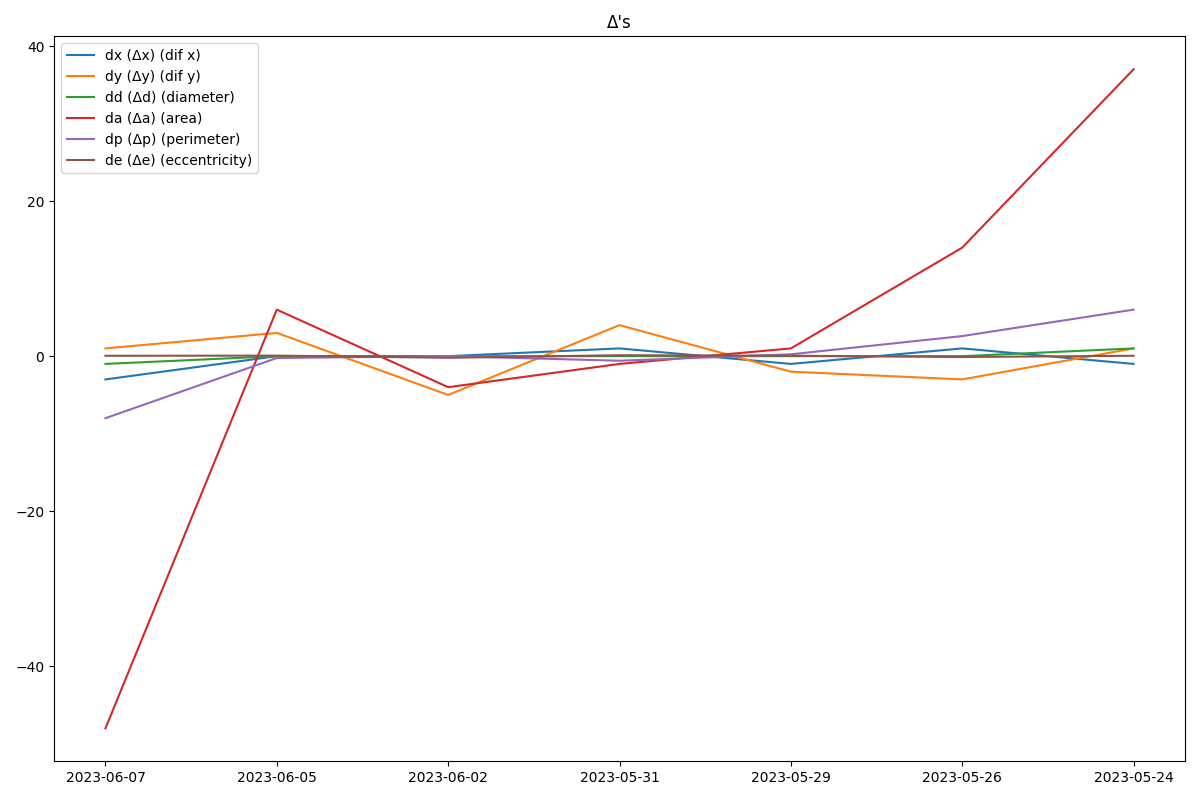 Δ's
dx (Δx) (dif x)
dy (Δy) (dif y)
dd (Δd) (diameter)
da (Δa) (area)
dp (Δp) (perimeter)
de (Δe) (eccentricity)
40
20
0
−20
−40
2023-06-07 2023-06-05 2023-06-02 2023-05-31 2023-05-29 2023-05-26 2023-05-24